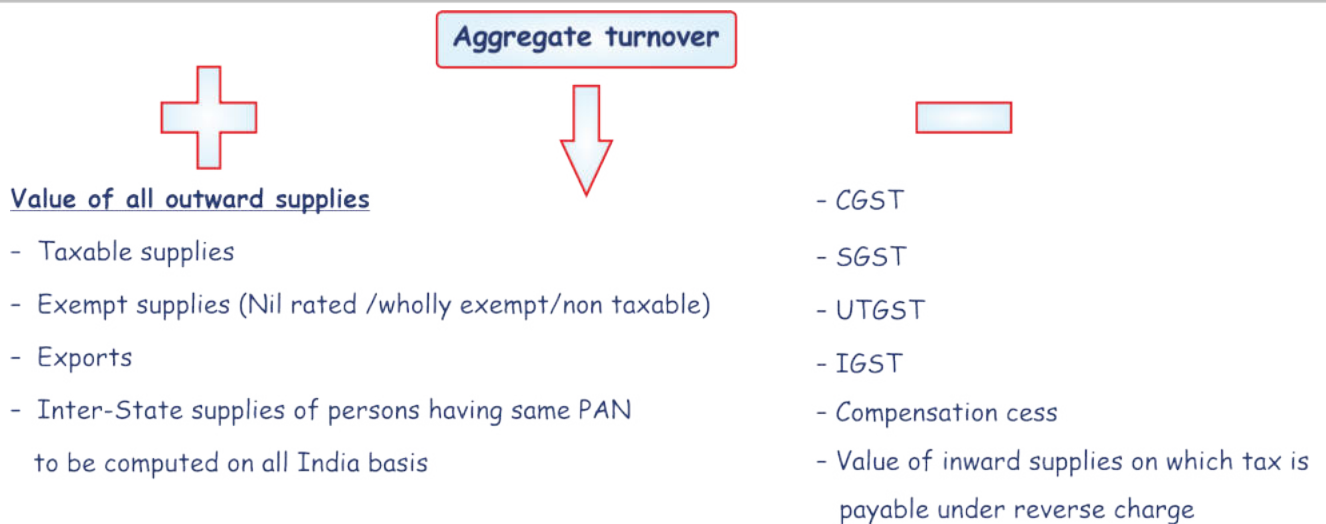 Aggregate turnover
Value of all outward supplies
- Taxable supplies
- Exempt supplies (Nil rated /wholly exempt/non taxable)
- Exports
- Inter-State supplies of persons having same PAN
to be computed on all India basis
- CGST
- SGST
- UTGST
- IGST
- Compensation cess
- Value of inward supplies on which tax is
payable under reverse charge